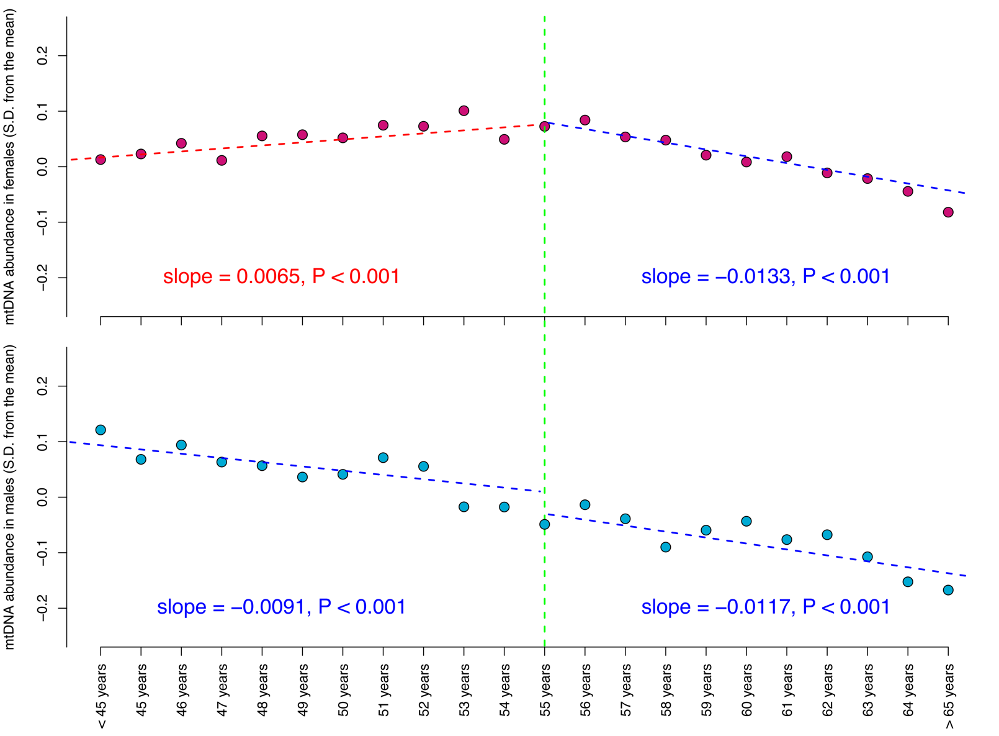 mtDNA abundance in females (S.D. from the mean)
0.2
0.1
0.0
−0.1
−0.2
slope = 0.0065, P < 0.001
slope = −0.0133, P < 0.001
mtDNA abundance in males (S.D. from the mean)
0.2
0.1
0.0
−0.1
−0.2
slope = −0.0091, P < 0.001
slope = −0.0117, P < 0.001
< 45 years
45 years
46 years
47 years
48 years
49 years
50 years
51 years
52 years
53 years
54 years
55 years
56 years
57 years
58 years
59 years
60 years
61 years
62 years
63 years
64 years
> 65 years